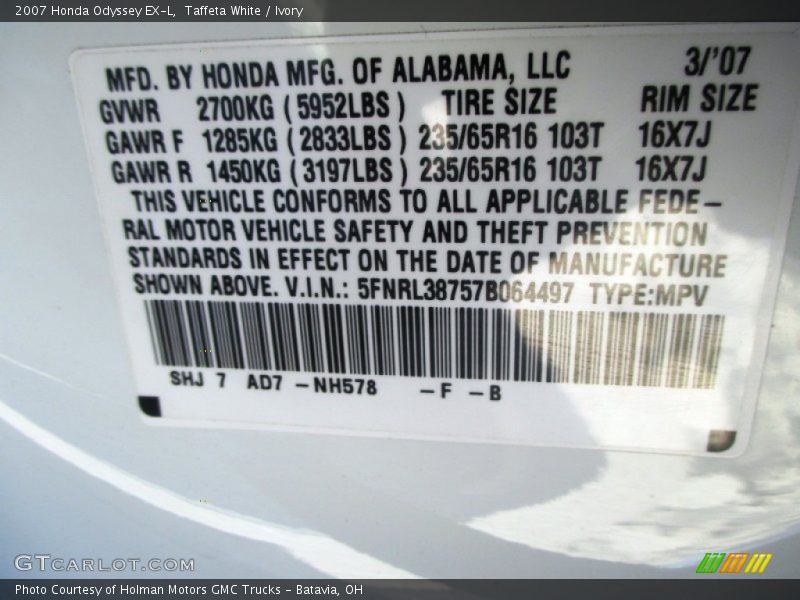 2007 Honda Odyssey EX-L,  Taffeta White / Ivory
MFD. BY HONDA MFG. OF ALABAMA, LLC 3/'07
GVWR 2700KG (5952LBS) TIRE SIZE RIM SIZE
GAWR F 1285KG (2833LBS) 235/65R16 103T 16X7J
GAWR R 1450KG (3197LBS) 235/65R16 103T 16X7J
THIS VEHICLE CONFORMS TO ALL APPLICABLE FEDE-
RAL MOTOR VEHICLE SAFETY AND THEFT PREVENTION
STANDARDS IN EFFECT ON THE DATE OF MANUFACTURE
SHOWN ABOVE. V.I.N.: 5FNRL38757B064497 TYPE:MPV
SHJ 7 AD7 -NH578 -F -B
GTCARLOT.COM
Photo Courtesy of Holman Motors GMC Trucks - Batavia, OH